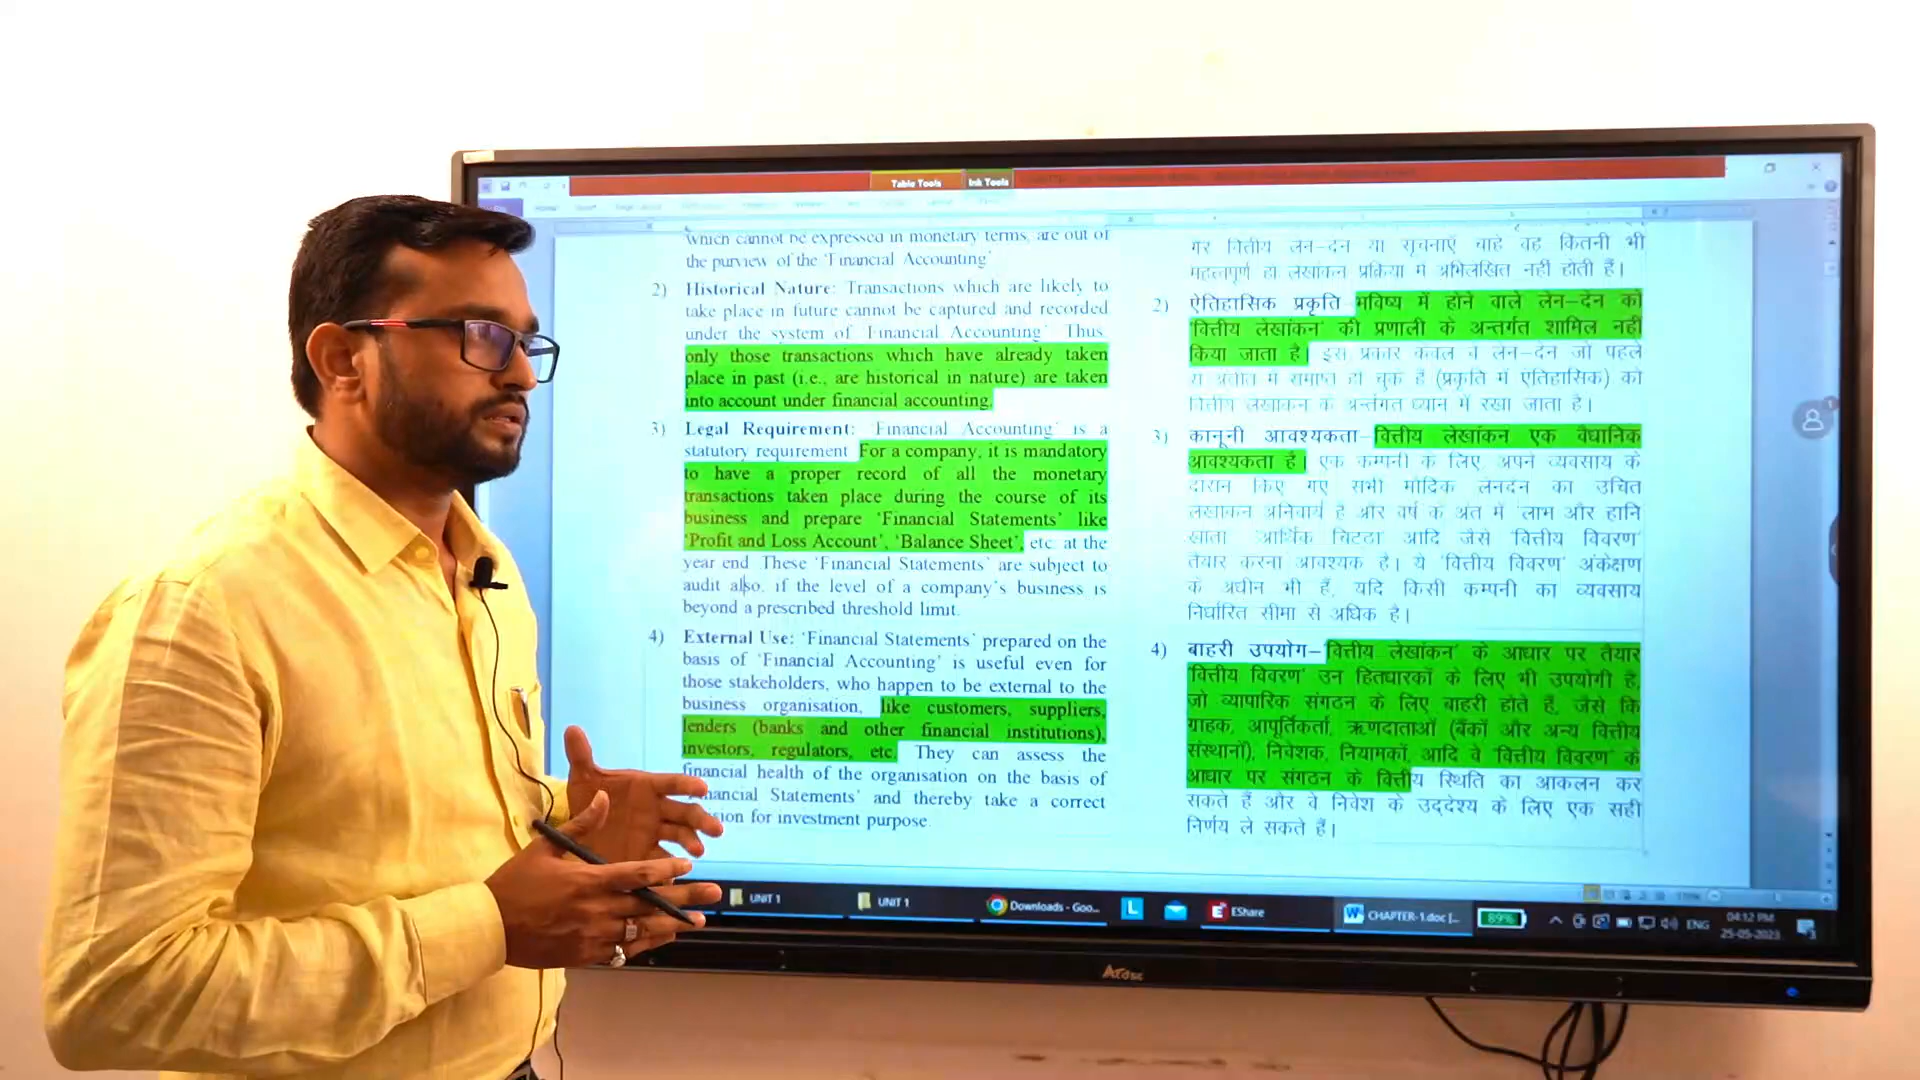 Table Tools
Ink Tools
which cannot be expressed in monetary terms, are out of
the purview of the 'Financial Accounting'
2) Historical Nature: Transactions which are likely to
take place in future cannot be captured and recorded
under the system of 'Financial Accounting' Thus
only those transactions which have already taken
place in past (i.e., are historical in nature) are taken
into account under financial accounting.
3) Legal Requirement: 'Financial Accounting' is a
statutory requirement For a company, it is mandatory
to have a proper record of all the monetary
transactions taken place during the course of its
business and prepare 'Financial Statements' like
'Profit and Loss Account', 'Balance Sheet', etc. at the
year end. These 'Financial Statements' are subject to
audit also, if the level of a company's business is
beyond a prescribed threshold limit.
4) External Use: 'Financial Statements' prepared on the
basis of 'Financial Accounting' is useful even for
those stakeholders, who happen to be external to the
business organisation, like customers, suppliers,
lenders (banks and other financial institutions),
investors, regulators, etc. They can assess the
financial health of the organisation on the basis of
Statements' and thereby take a correct
for investment purpose.
गैर वित्तीय लेन-देन या सूचनाएँ चाहे वह कितनी भी
महत्वपूर्ण हो लेखांकन प्रक्रिया में अभिलेखित नहीं होती हैं।
2) ऐतिहासिक प्रकृति-भविष्य में होने वाले लेन-देन को
'वित्तीय लेखांकन' की प्रणाली के अन्तर्गत शामिल नहीं
किया जाता है। इस प्रकार केवल वे लेन-देन जो पहले
से अतीत में समाप्त हो चुके हैं (प्रकृति में ऐतिहासिक) को
वित्तीय लेखांकन के अर्न्तगत ध्यान में रखा जाता है।
3) कानूनी आवश्यकता-वित्तीय लेखांकन एक वैधानिक
आवश्यकता है। एक कम्पनी के लिए अपने व्यवसाय के
दौरान किए गए सभी मौद्रिक लेनदेन का उचित
लेखांकन अनिवार्य है और वर्ष के अंत में 'लाभ और हानि
खाता' 'आर्थिक चिटठा' आदि जैसे 'वित्तीय विवरण'
तैयार करना आवश्यक है। ये 'वित्तीय विवरण' अंकेक्षण
के अधीन भी हैं, यदि किसी कम्पनी का व्यवसाय
निर्धारित सीमा से अधिक है।
4) बाहरी उपयोग-'वित्तीय लेखांकन' के आधार पर तैयार
'वित्तीय विवरण' उन हितधारकों के लिए भी उपयोगी है,
जो व्यापारिक संगठन के लिए बाहरी होते हैं, जैसे कि
ग्राहक, आपूर्तिकर्ता, ऋणदाताओं (बैंकों और अन्य वित्तीय
संस्थानों), निवेशक, नियामकों, आदि वे 'वित्तीय विवरण' के
आधार पर संगठन के वित्तीय स्थिति का आकलन कर
सकते हैं और वे निवेश के उद्देश्य के लिए एक सही
निर्णय ले सकते हैं।
UNIT 1
UNIT 1
Downloads - Goo...
L
EShare
CHAPTER-1.doc [...
89%
ENG
04:12 PM
25-05-2023